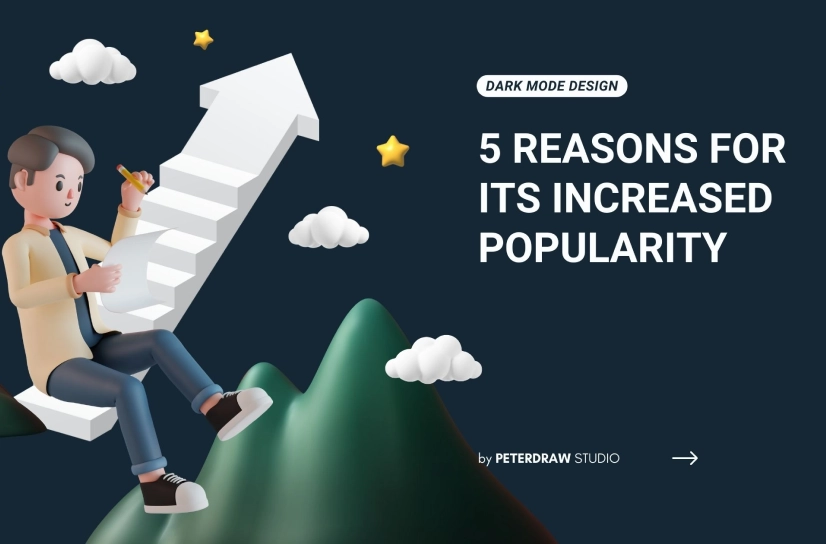 DARK MODE DESIGN
5 REASONS FOR
ITS INCREASED
POPULARITY
by PETERDRAW STUDIO